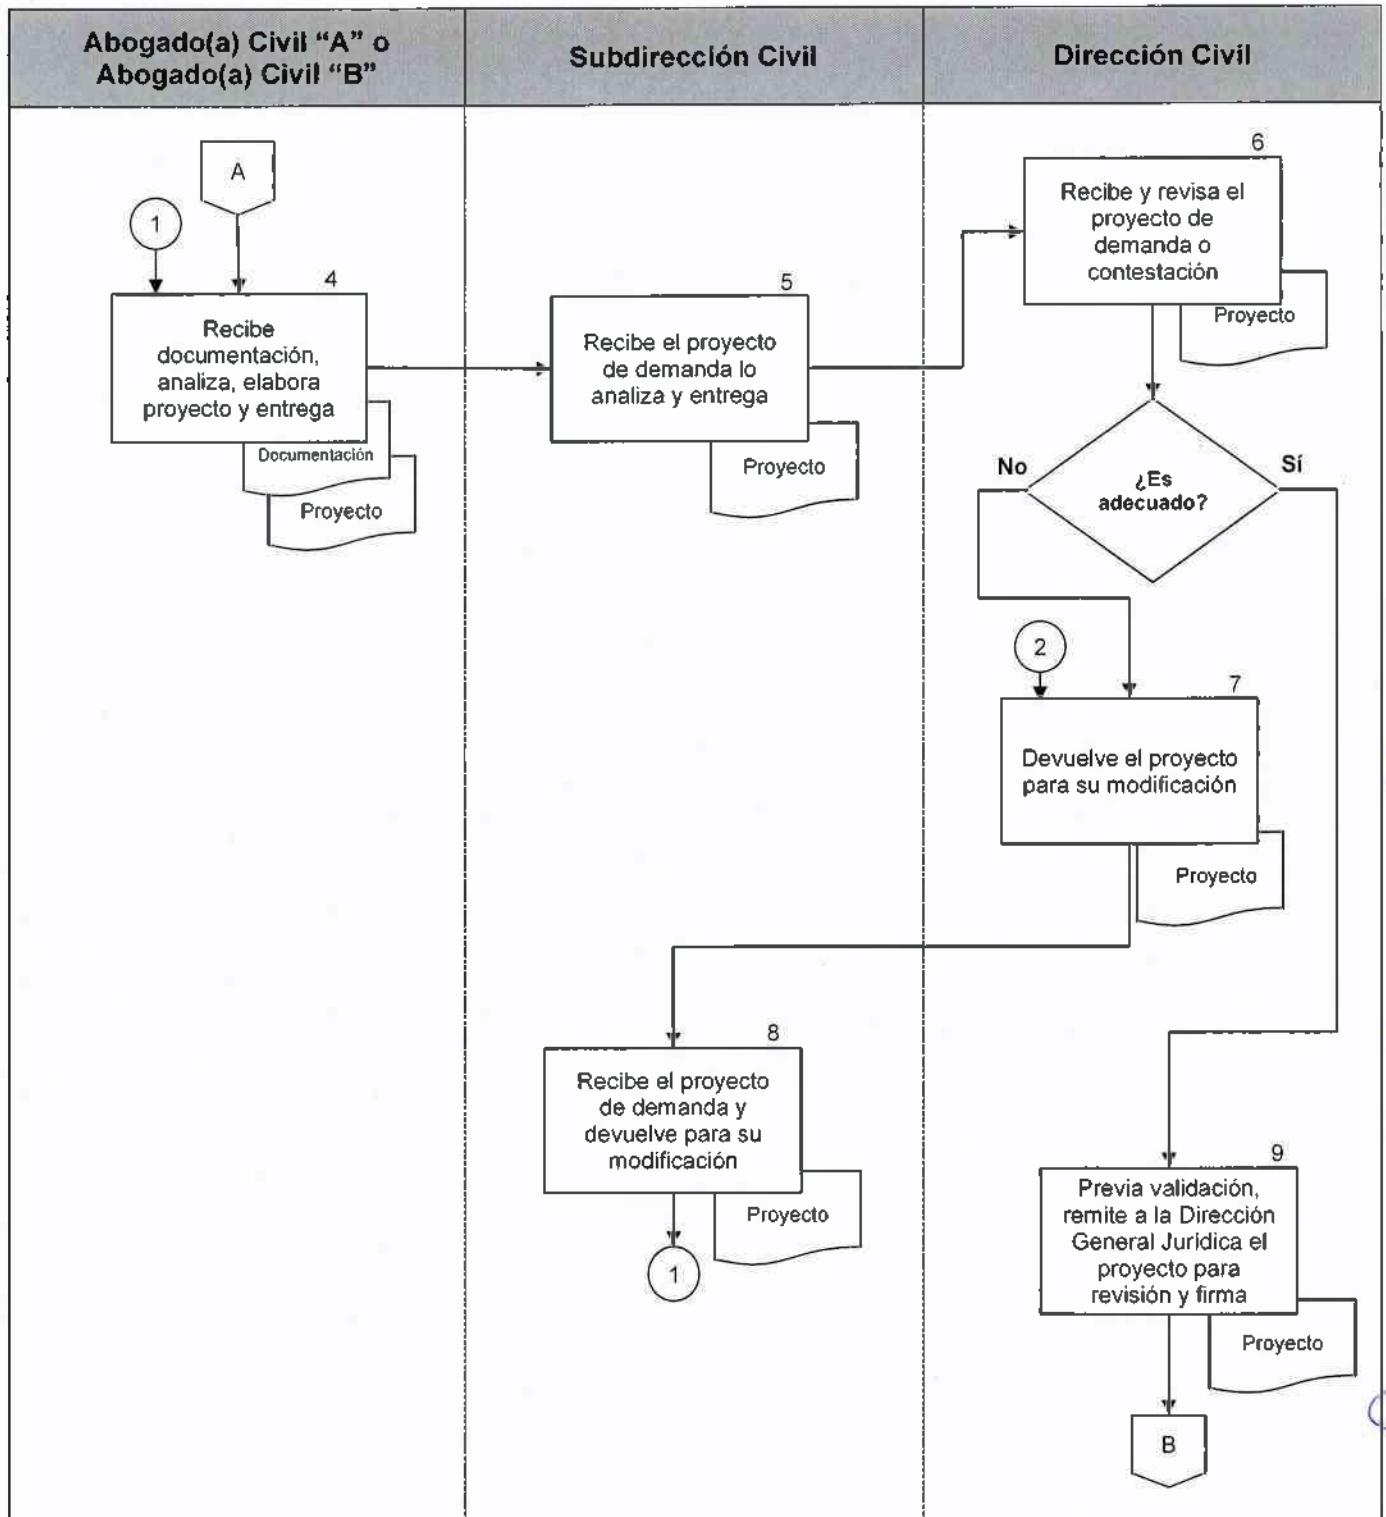 Abogado(a) Civil “A” o
Abogado(a) Civil “B”
Subdirección Civil
Dirección Civil
A
1
4
Recibe
documentación,
analiza, elabora
proyecto y entrega
Documentación
Proyecto
5
Recibe el proyecto
de demanda lo
analiza y entrega
Proyecto
6
Recibe y revisa el
proyecto de
demanda o
contestación
Proyecto
No
¿Es
adecuado?
Sí
2
7
Devuelve el proyecto
para su modificación
Proyecto
8
Recibe el proyecto
de demanda y
devuelve para su
modificación
Proyecto
1
9
Previa validación,
remite a la Dirección
General Jurídica el
proyecto para
revisión y firma
Proyecto
B